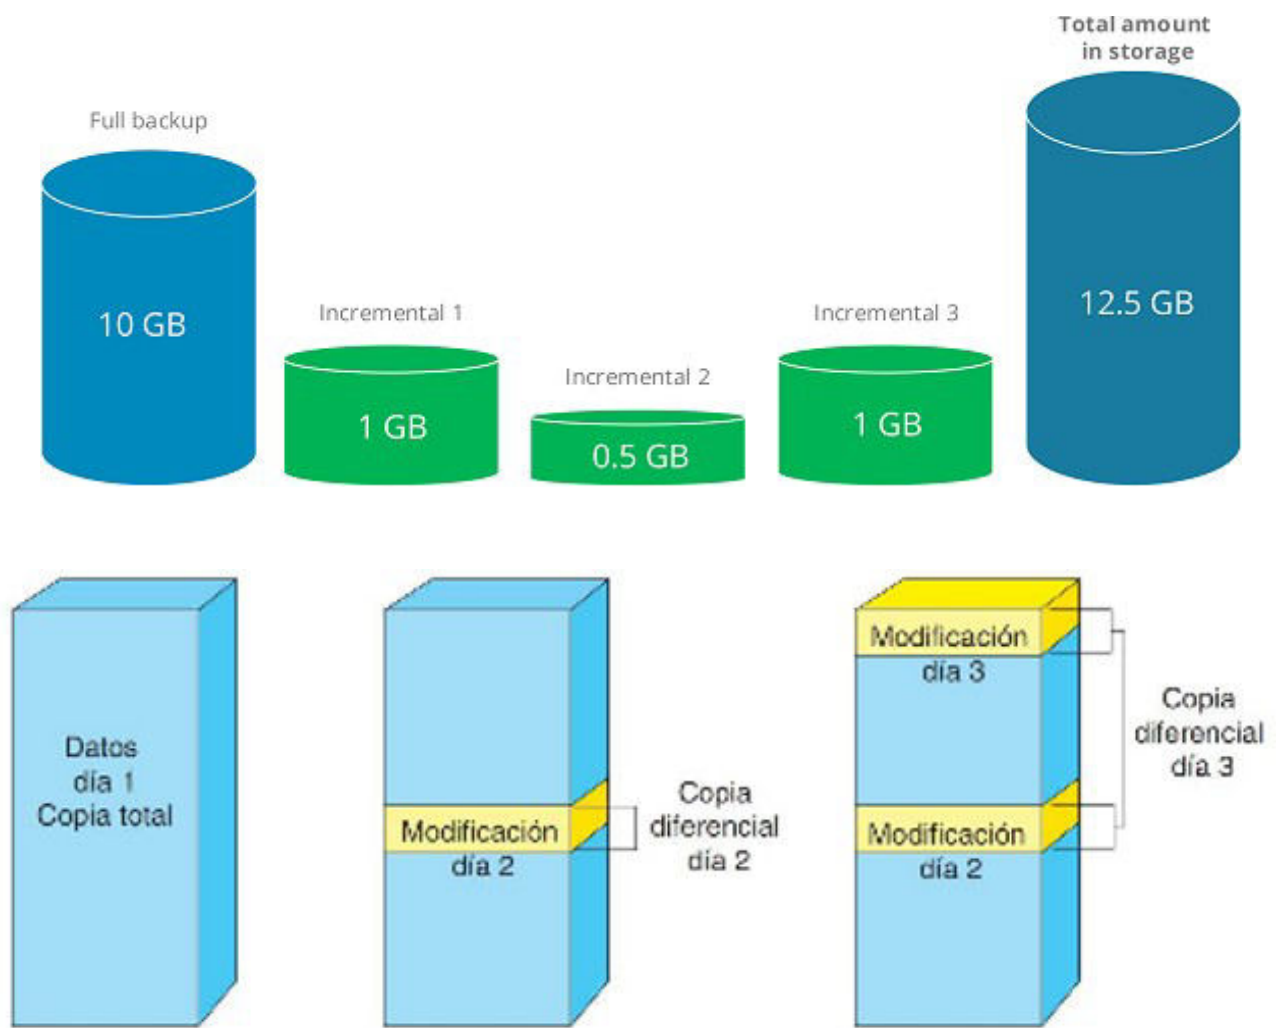 Total amount
in storage
Full backup
Incremental 1
Incremental 3
Incremental 2
10 GB
1 GB
0.5 GB
1 GB
12.5 GB
Datos
día 1
Copia total
Modificación
día 2
Copia
diferencial
día 2
Modificación
día 3
Modificación
día 2
Copia
diferencial
día 3